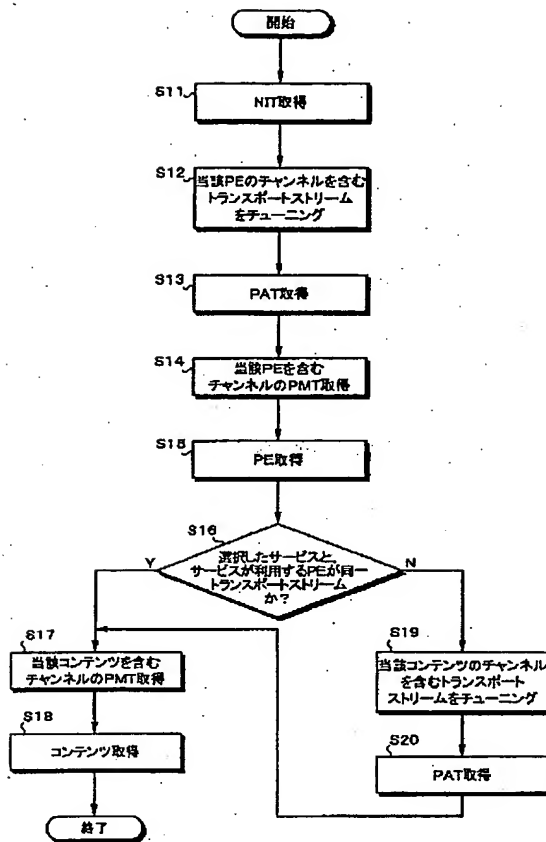 開始
S11
NIT取得
S12
当該PEのチャンネルを含む
トランスポートストリーム
をチューニング
S13
PAT取得
S14
当該PEを含む
チャンネルのPMT取得
S15
PE取得
S16
選択したサービスと、
サービスが利用するPEが同一
トランスポートストリーム
か？
Y
N
S17
当該コンテンツを含む
チャンネルのPMT取得
S18
コンテンツ取得
終了
S19
当該コンテンツのチャンネル
を含むトランスポート
ストリームをチューニング
S20
PAT取得